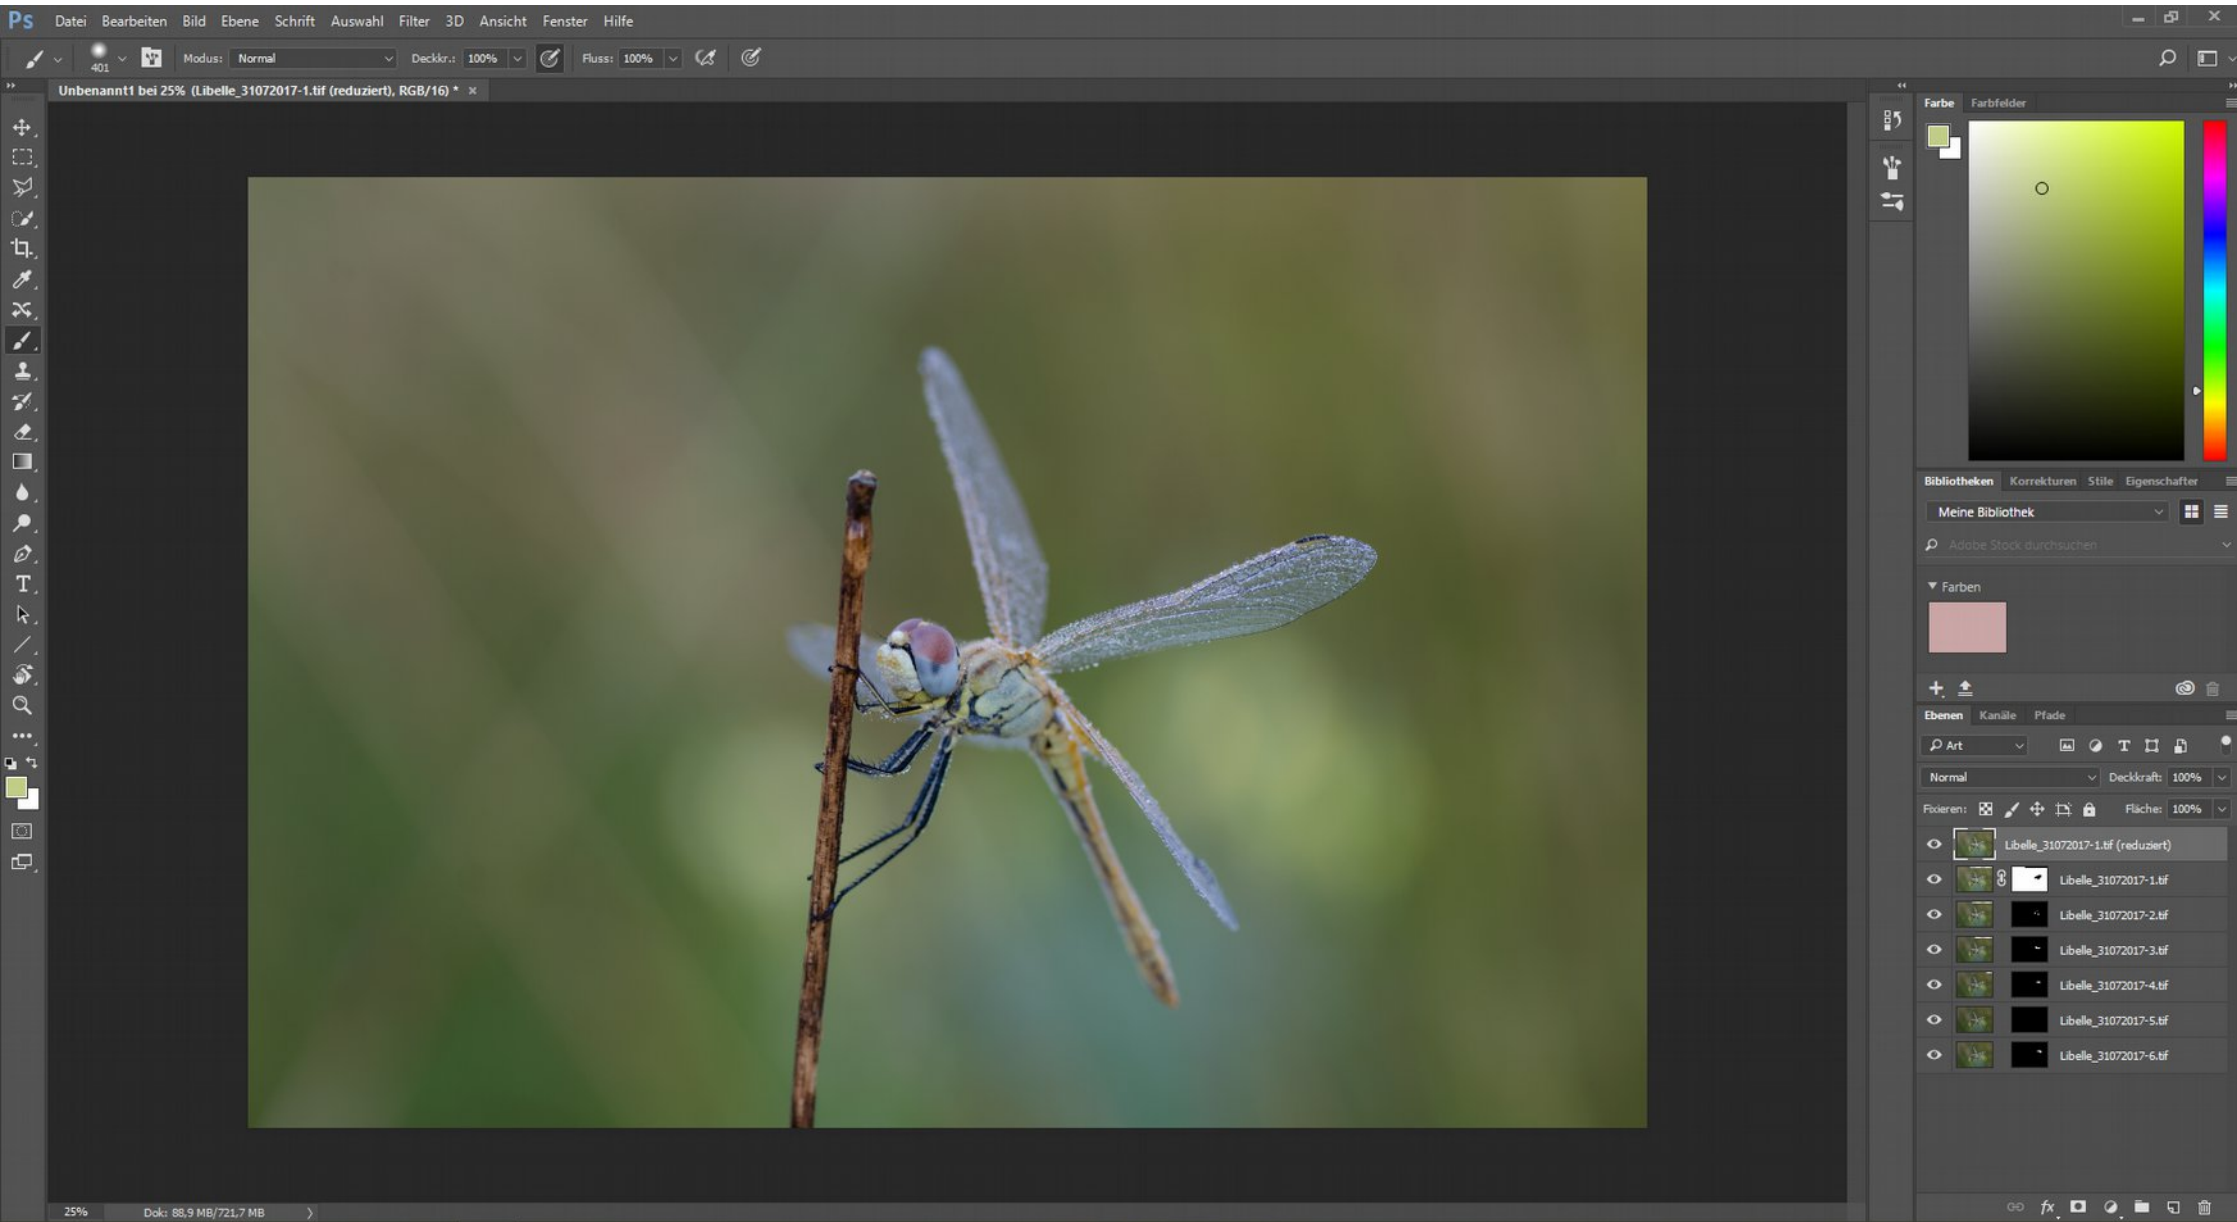 Ps Datei Bearbeiten Bild Ebene Schrift Auswahl Filter 3D Ansicht Fenster Hilfe
401 Modus: Normal Deckkr.: 100% Fluss: 100%
Unbenannt1 bei 25% (Libelle_31072017-1.tif (reduziert), RGB/16) * ×
Farbe Farbfelder
Bibliotheken Korrekturen Stile Eigenschafter
Meine Bibliothek
Adobe Stock durchsuchen
Farben
Ebenen Kanäle Pfade
Art
Normal Deckkraft: 100%
Fixieren: Fläche: 100%
Libelle_31072017-1.tif (reduziert)
Libelle_31072017-1.tif
Libelle_31072017-2.tif
Libelle_31072017-3.tif
Libelle_31072017-4.tif
Libelle_31072017-5.tif
Libelle_31072017-6.tif
25% Dok: 88,9 MB/721,7 MB